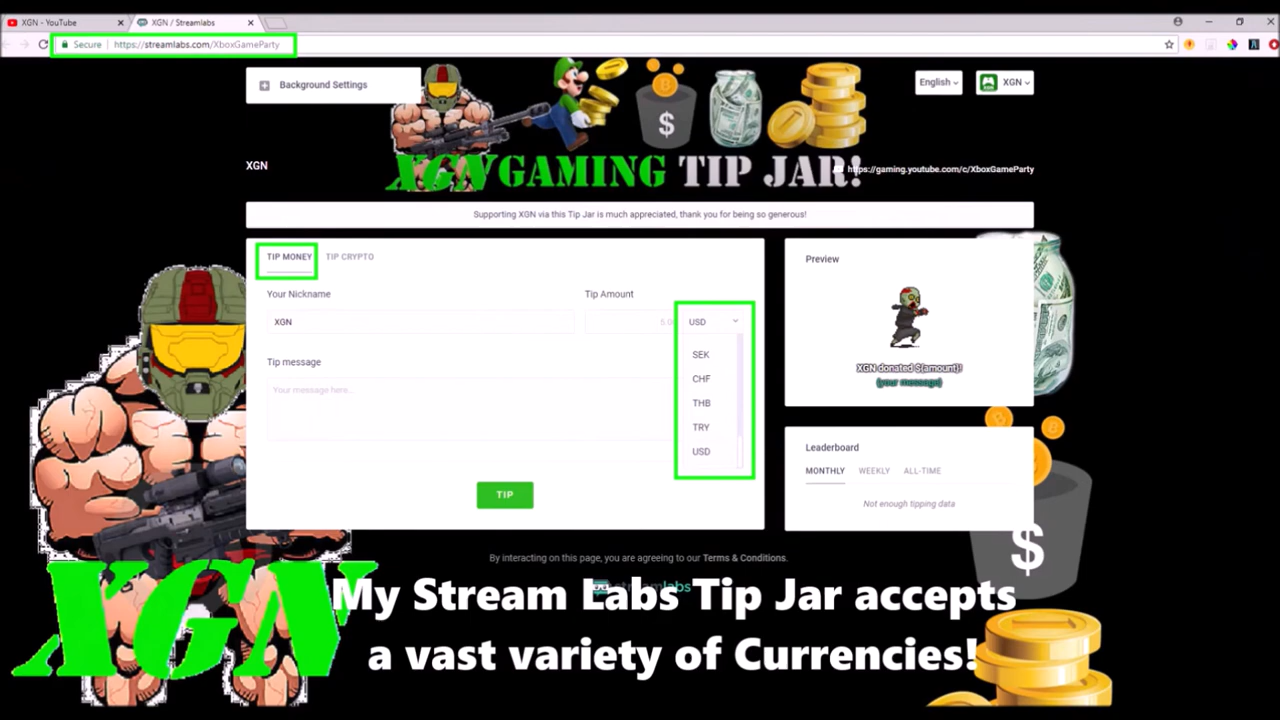 XGN - YouTube
XGN / Streamlabs
Secure
https://streamlabs.com/XboxGameParty
Background Settings
English
XGN
$
XGN
XGN GAMING TIP JAR!
https://gaming.youtube.com/c/XboxGameParty
Supporting XGN via this Tip Jar is much appreciated, thank you for being so generous!
TIP MONEY
TIP CRYPTO
Preview
Your Nickname
Tip Amount
XGN
5.00
USD
SEK
Tip message
XGN donated ${amount}!
CHF
{your message}
Your message here...
THB
TRY
Leaderboard
USD
MONTHLY
WEEKLY
ALL-TIME
TIP
Not enough tipping data
$
By interacting on this page, you are agreeing to our Terms & Conditions.
streamlabs
XGN
My Stream Labs Tip Jar accepts
a vast variety of Currencies!